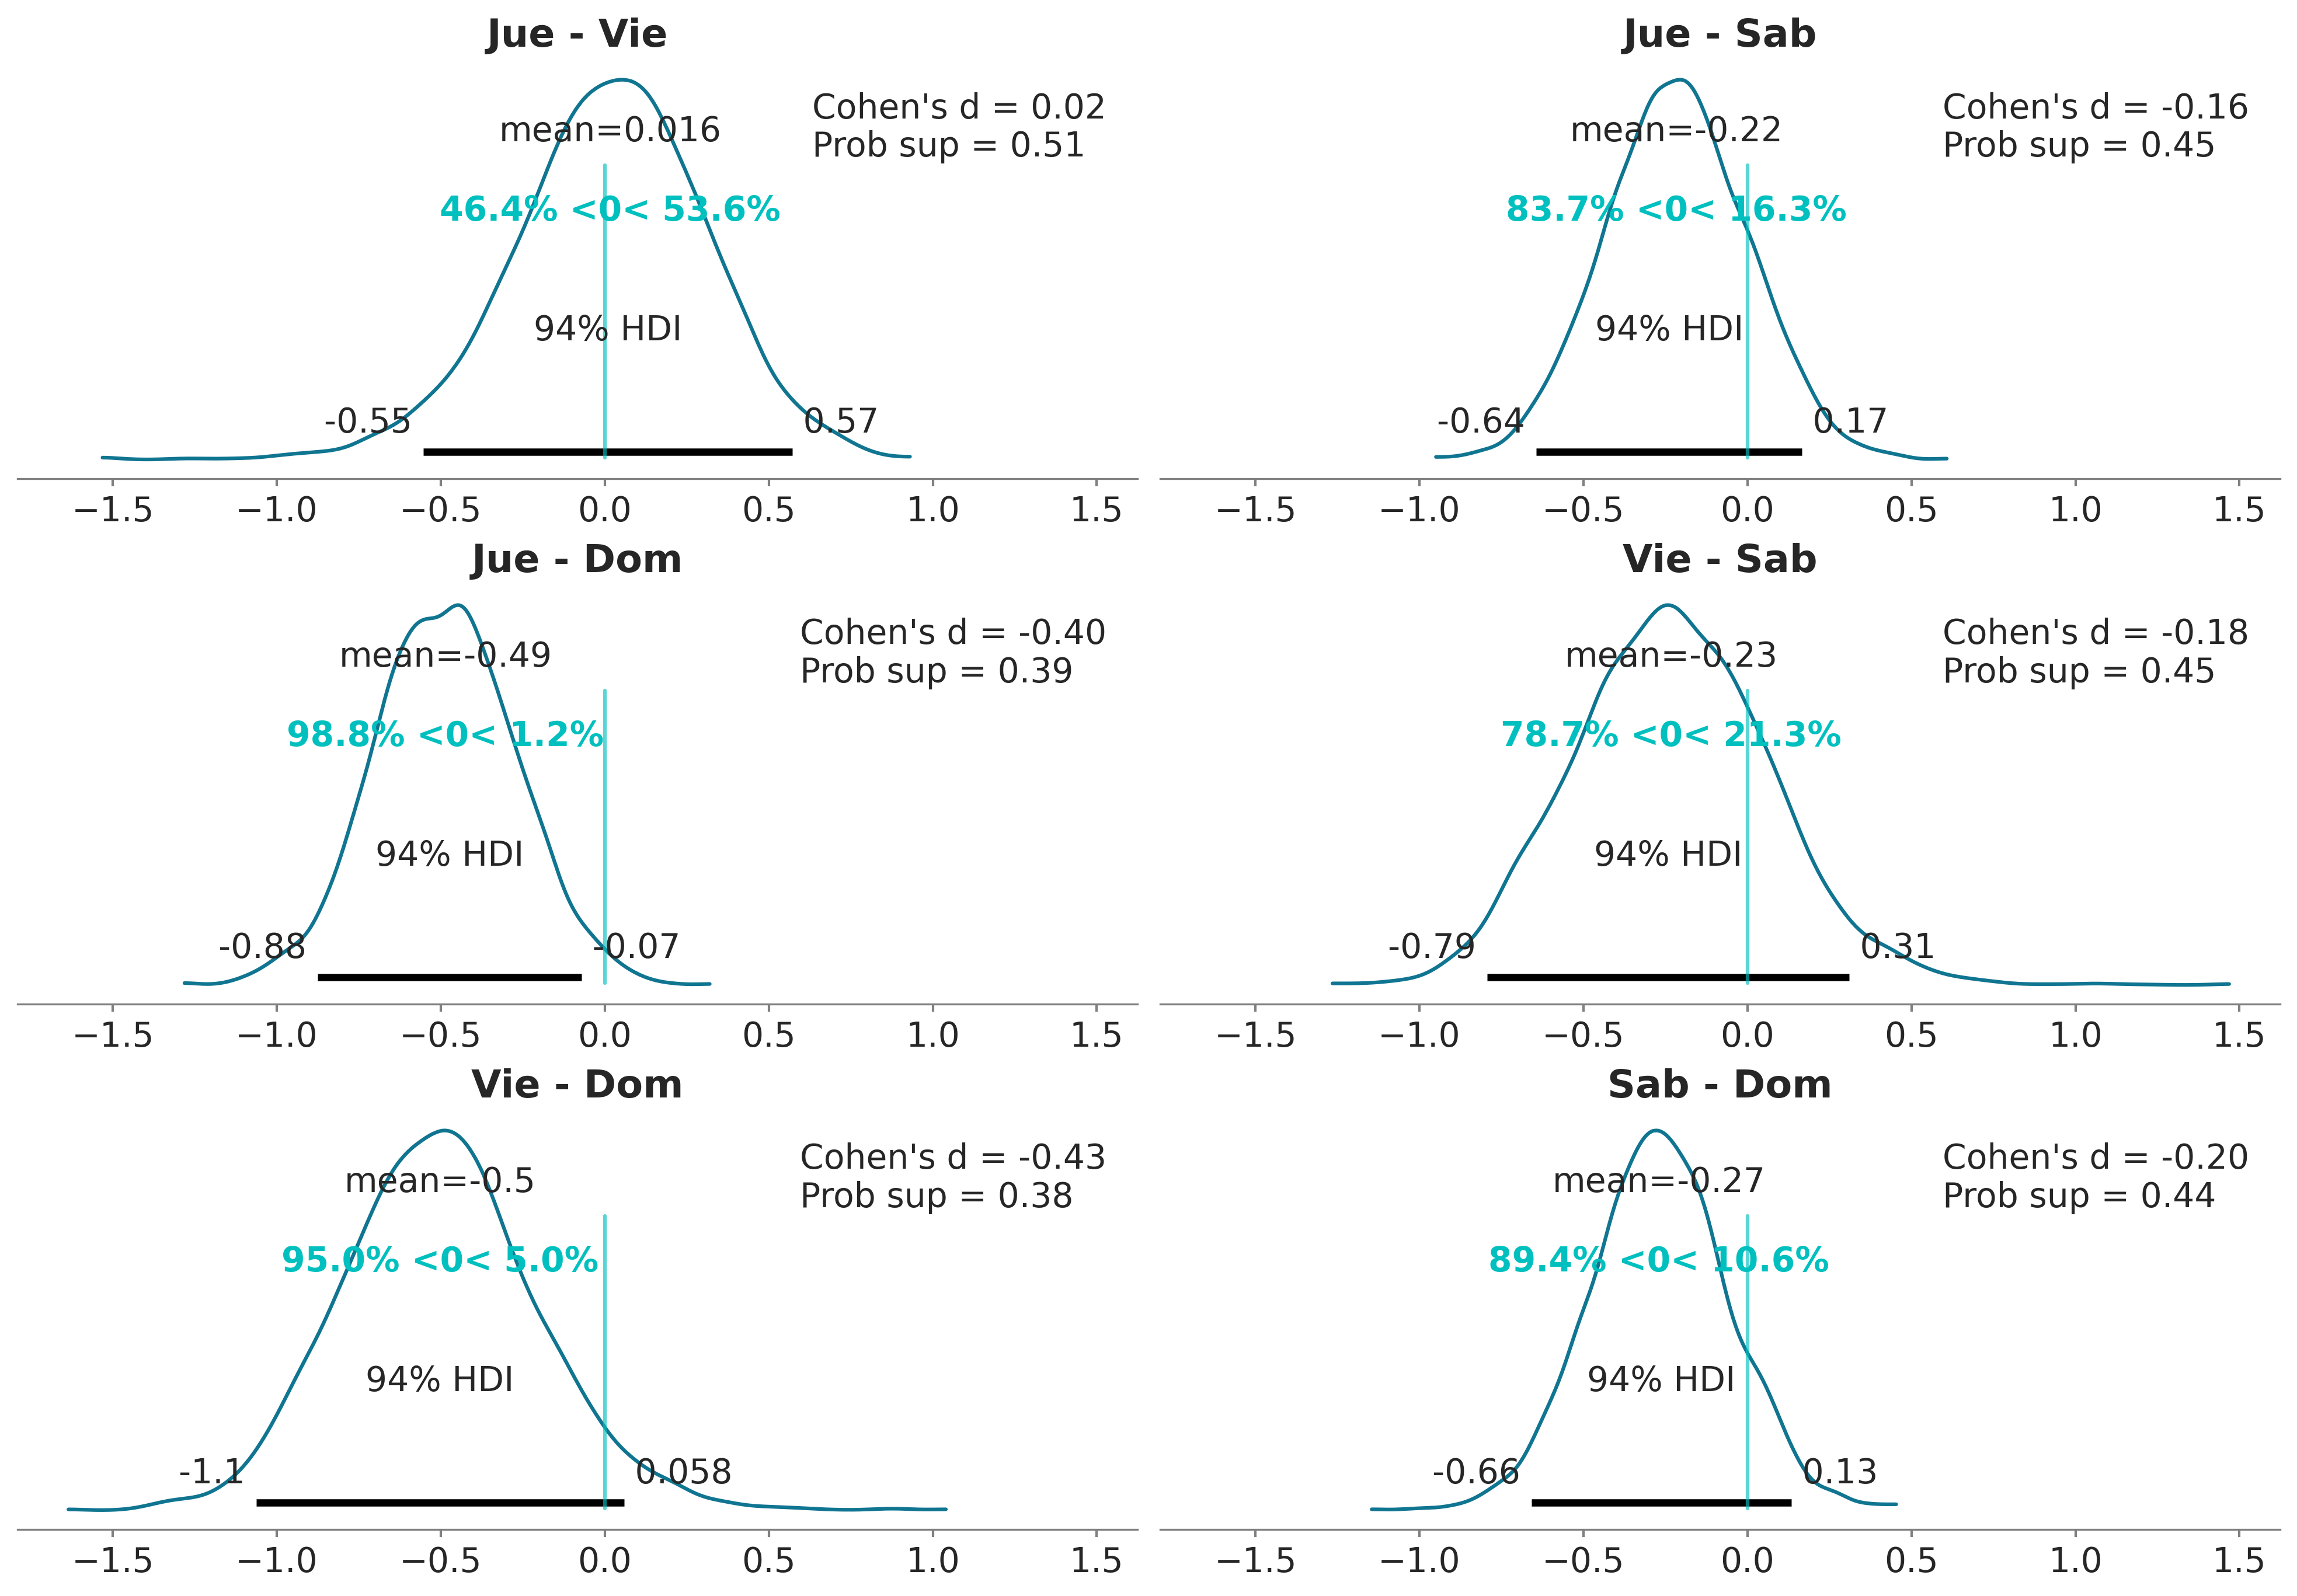 Jue - Vie
mean=0.016
Cohen's d = 0.02
Prob sup = 0.51
46.4% <0< 53.6%
94% HDI
-0.55
0.57
−1.5 −1.0 −0.5 0.0 0.5 1.0 1.5
Jue - Sab
mean=-0.22
Cohen's d = -0.16
Prob sup = 0.45
83.7% <0< 16.3%
94% HDI
-0.64
0.17
−1.5 −1.0 −0.5 0.0 0.5 1.0 1.5
Jue - Dom
mean=-0.49
Cohen's d = -0.40
Prob sup = 0.39
98.8% <0< 1.2%
94% HDI
-0.88
-0.07
−1.5 −1.0 −0.5 0.0 0.5 1.0 1.5
Vie - Sab
mean=-0.23
Cohen's d = -0.18
Prob sup = 0.45
78.7% <0< 21.3%
94% HDI
-0.79
0.31
−1.5 −1.0 −0.5 0.0 0.5 1.0 1.5
Vie - Dom
mean=-0.5
Cohen's d = -0.43
Prob sup = 0.38
95.0% <0< 5.0%
94% HDI
-1.1
0.058
−1.5 −1.0 −0.5 0.0 0.5 1.0 1.5
Sab - Dom
mean=-0.27
Cohen's d = -0.20
Prob sup = 0.44
89.4% <0< 10.6%
94% HDI
-0.66
0.13
−1.5 −1.0 −0.5 0.0 0.5 1.0 1.5